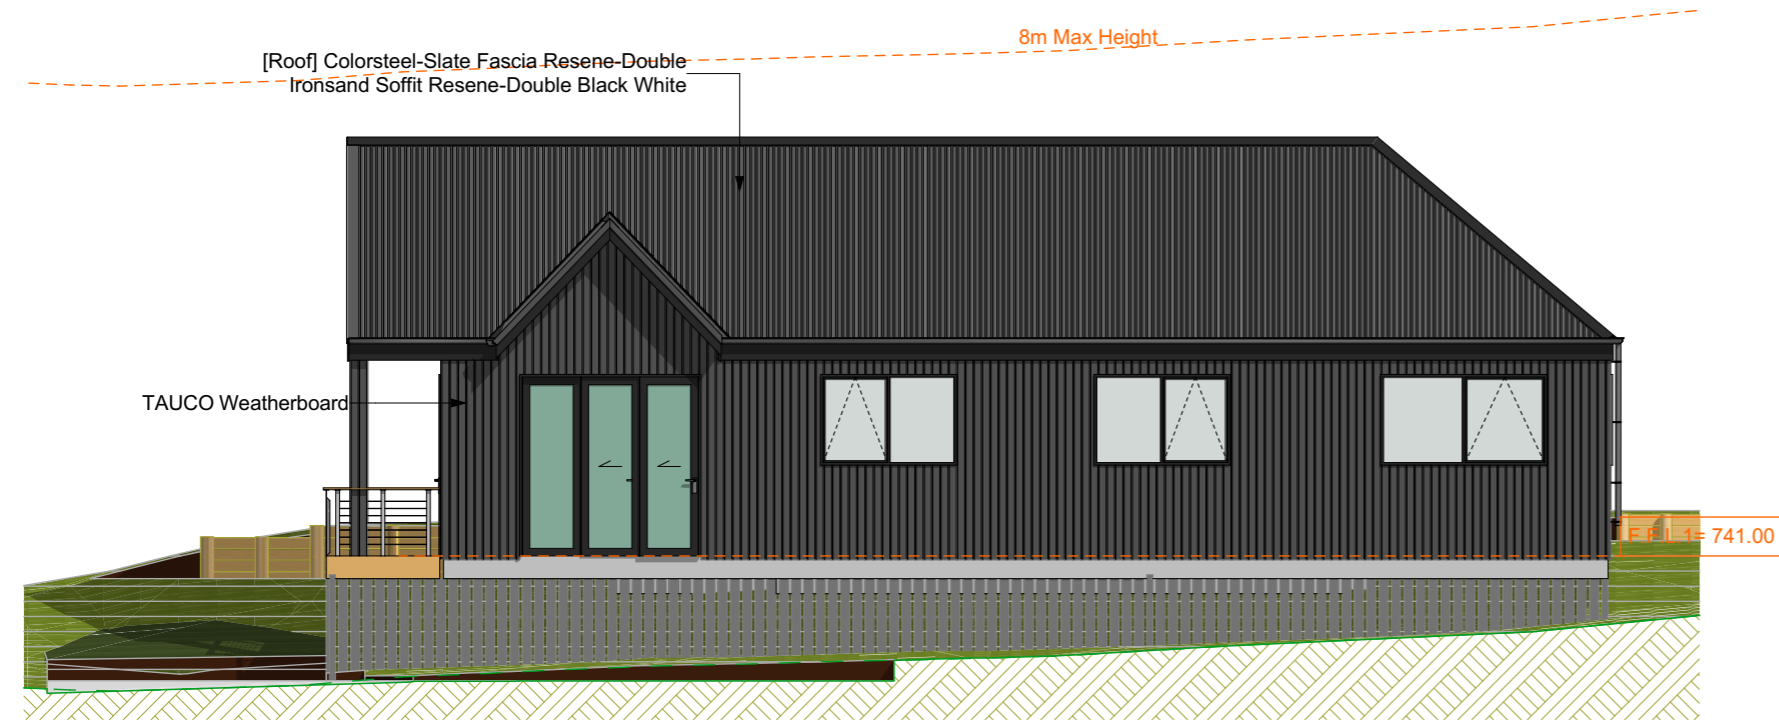 8m Max Height
[Roof] Colorsteel-Slate Fascia Resene-Double
Ironsand Soffit Resene-Double Black White
TAUCO Weatherboard
F.F.L 1= 741.00